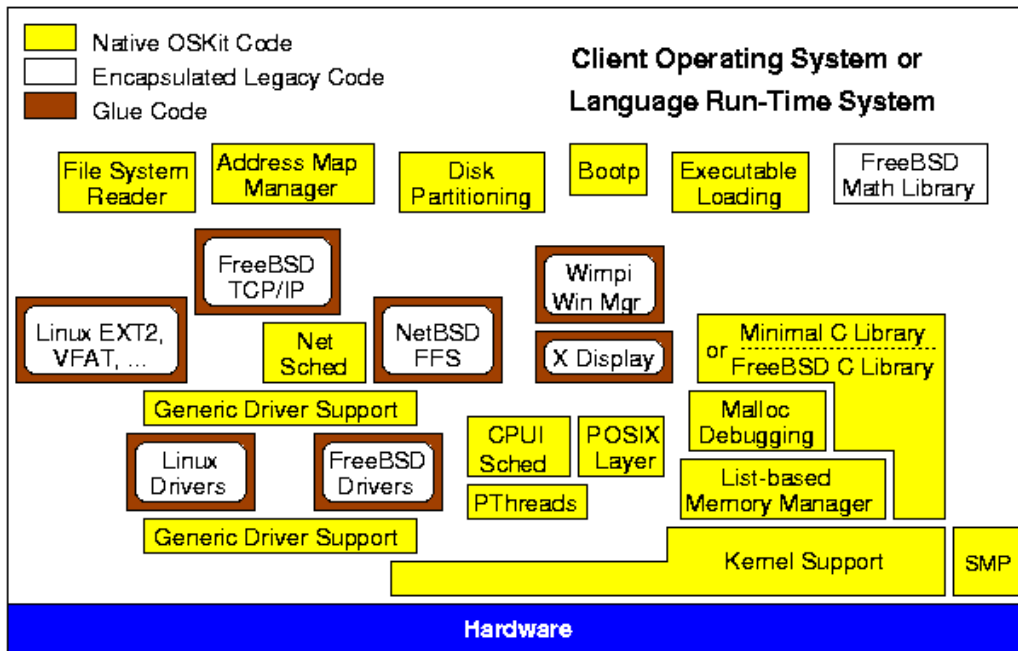 Native OSKit Code
Encapsulated Legacy Code
Glue Code
Client Operating System or
Language Run-Time System
File System
Reader
Address Map
Manager
Disk
Partitioning
Bootp
Executable
Loading
FreeBSD
Math Library
FreeBSD
TCP/IP
Wimpi
Win Mgr
Linux EXT2,
VFAT, ...
Net
Sched
NetBSD
FFS
X Display
or
Minimal C Library
FreeBSD C Library
Generic Driver Support
Linux
Drivers
FreeBSD
Drivers
CPUI
Sched
POSIX
Layer
Malloc
Debugging
PThreads
List-based
Memory Manager
Generic Driver Support
Kernel Support
SMP
Hardware